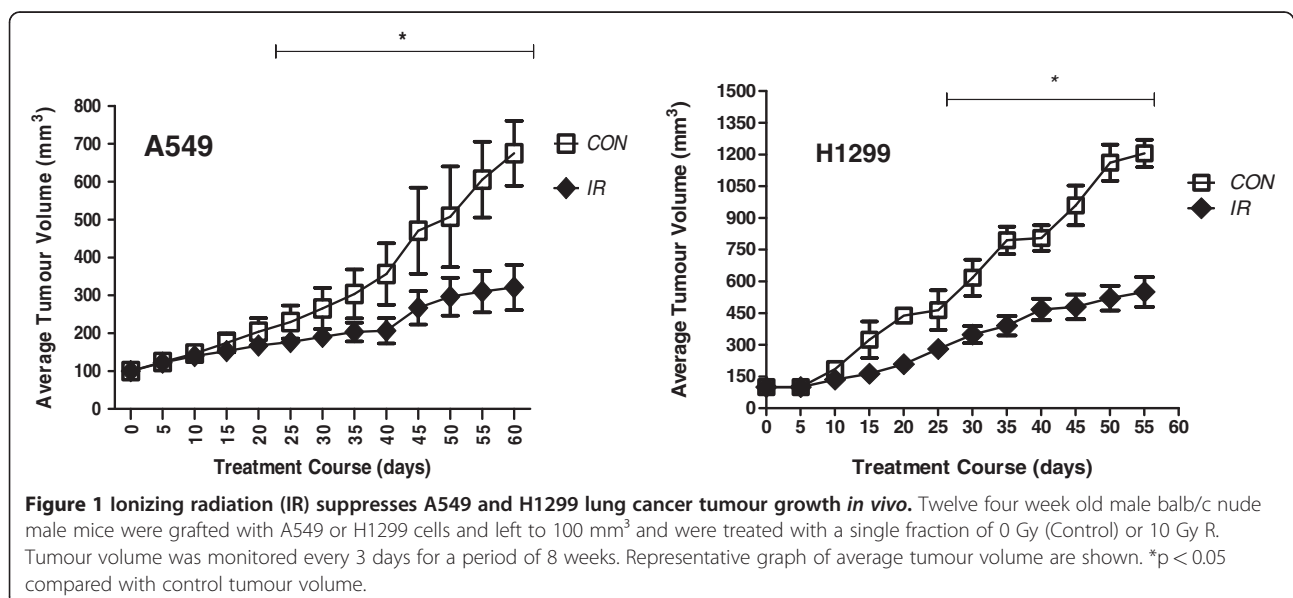 *
A549
Average Tumour Volume (mm³)
800
700
600
500
400
300
200
100
0
0 5 10 15 20 25 30 35 40 45 50 55 60
Treatment Course (days)
CON
IR
*
H1299
Average Tumour Volume (mm³)
1500
1350
1200
1050
900
750
600
450
300
150
0
0 5 10 15 20 25 30 35 40 45 50 55 60
Treatment Course (days)
CON
IR
Figure 1 Ionizing radiation (IR) suppresses A549 and H1299 lung cancer tumour growth in vivo. Twelve four week old male balb/c nude
male mice were grafted with A549 or H1299 cells and left to 100 mm³ and were treated with a single fraction of 0 Gy (Control) or 10 Gy R.
Tumour volume was monitored every 3 days for a period of 8 weeks. Representative graph of average tumour volume are shown. *p < 0.05
compared with control tumour volume.